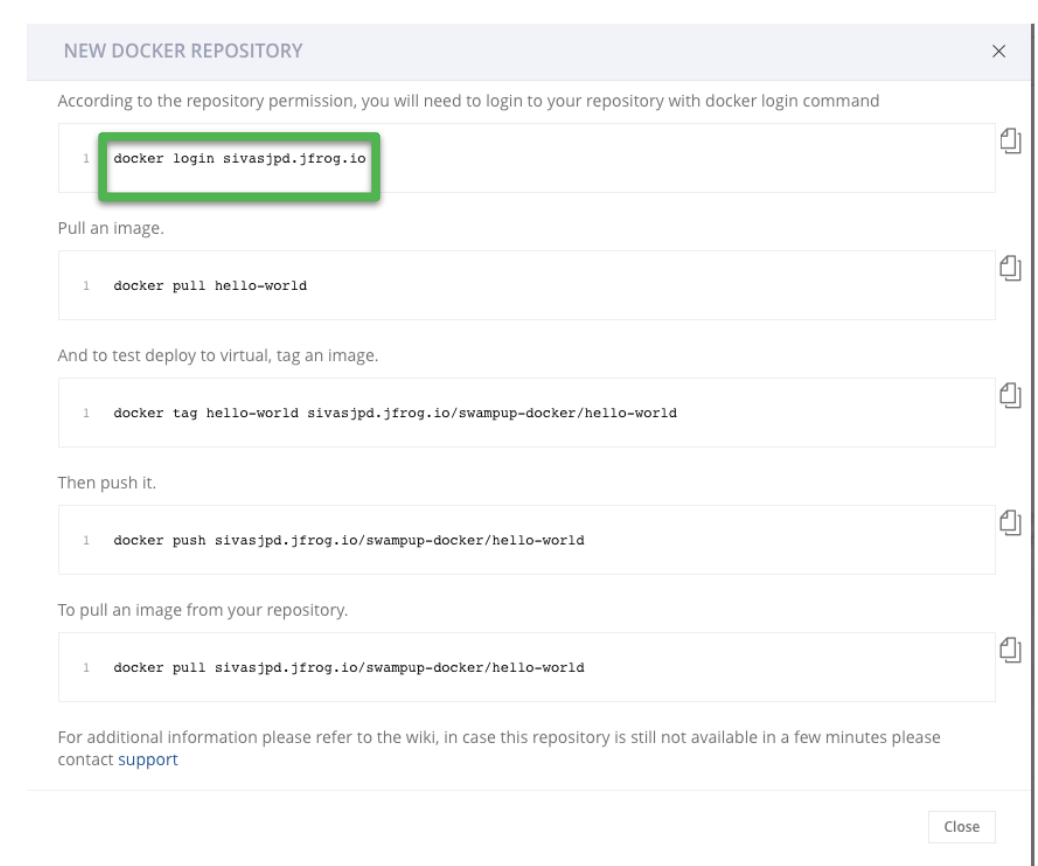 NEW DOCKER REPOSITORY
According to the repository permission, you will need to login to your repository with docker login command
1 docker login sivasjpd.jfrog.io
Pull an image.
1 docker pull hello-world
And to test deploy to virtual, tag an image.
1 docker tag hello-world sivasjpd.jfrog.io/swampup-docker/hello-world
Then push it.
1 docker push sivasjpd.jfrog.io/swampup-docker/hello-world
To pull an image from your repository.
1 docker pull sivasjpd.jfrog.io/swampup-docker/hello-world
For additional information please refer to the wiki, in case this repository is still not available in a few minutes please
contact support
Close